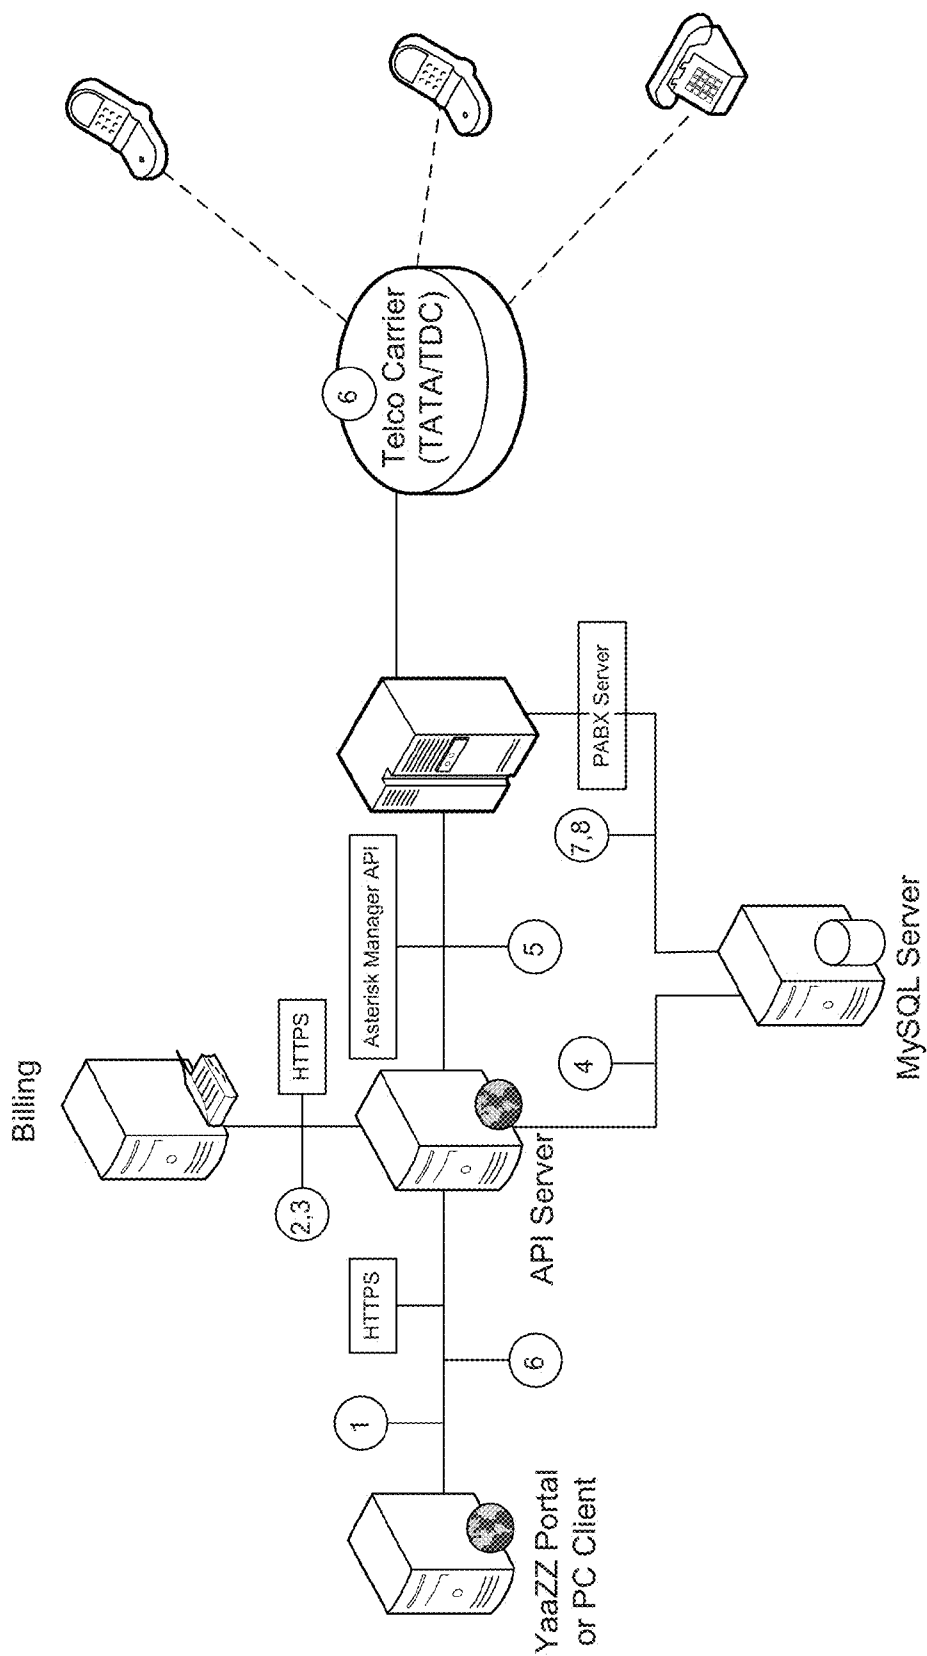 Billing
HTTPS
2,3
YaaZZ Portal
or PC Client
1
6
HTTPS
API Server
Asterisk Manager API
5
4
MySQL Server
7,8
PABX Server
6
Telco Carrier
(TATA/TDC)